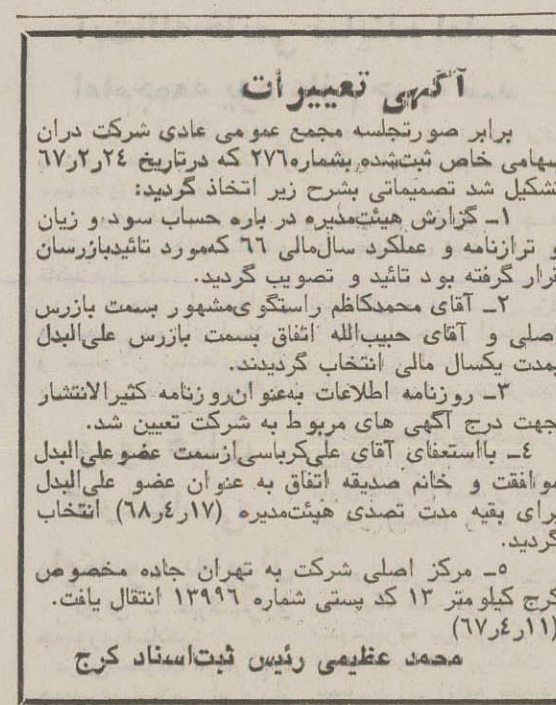 آگهی تغییرات
برابر صورتجلسه مجمع عمومی عادی شرکت دران
سهامی خاص ثبت‌شده بشماره ۲۷۶ که درتاریخ ۲۴ر۲ر۶۷
تشکیل شد تصمیماتی بشرح زیر اتخاذ گردید:
۱ـ گزارش هیئت‌مدیره در باره حساب سود و زیان
و ترازنامه و عملکرد سال‌مالی ۶۶ که‌مورد تائیدبازرسان
قرار گرفته بود تائید و تصویب گردید.
۲ـ آقای محمدکاظم راستگوی‌مشهور بسمت بازرس
اصلی و آقای حبیب‌الله اتفاق بسمت بازرس علی‌البدل
بمدت یکسال مالی انتخاب گردیدند.
۳ـ روزنامه اطلاعات به‌عنوان‌روزنامه کثیرالانتشار
جهت درج آگهی های مربوط به شرکت تعیین شد.
٤ـ بااستعفای آقای علی‌کرباسی‌ازسمت عضوعلی‌البدل
موافقت و خانم صدیقه اتفاق به عنوان عضو علی‌البدل
برای بقیه مدت تصدی هیئت‌مدیره (۱۷ر٤ر۶۸) انتخاب
گردید.
۵ـ مرکز اصلی شرکت به تهران جاده مخصوص
کرج کیلومتر ۱۳ کد پستی شماره ۱۳۹۹۶ انتقال یافت.
(۱۱ر٤ر۶۷)
محمد عظیمی رئیس ثبت‌اسناد کرج